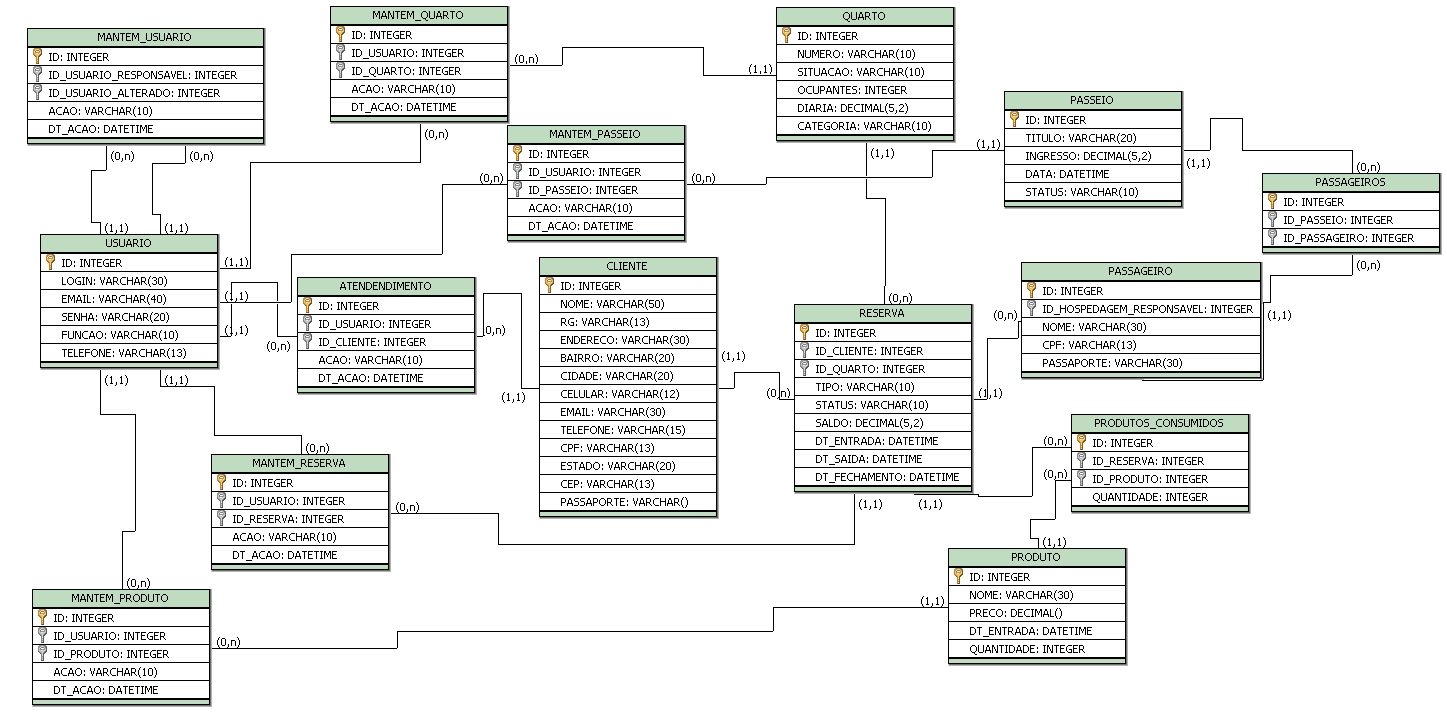 MANTEM_USUARIO
ID: INTEGER
ID_USUARIO_RESPONSAVEL: INTEGER
ID_USUARIO_ALTERADO: INTEGER
ACAO: VARCHAR(10)
DT_ACAO: DATETIME
(0,n)
(0,n)
(1,1)
(1,1)
MANTEM_QUARTO
ID: INTEGER
ID_USUARIO: INTEGER
ID_QUARTO: INTEGER
ACAO: VARCHAR(10)
DT_ACAO: DATETIME
(0,n)
(0,n)
(1,1)
QUARTO
ID: INTEGER
NUMERO: VARCHAR(10)
SITUACAO: VARCHAR(10)
OCUPANTES: INTEGER
DIARIA: DECIMAL(5,2)
CATEGORIA: VARCHAR(10)
(1,1)
(0,n)
MANTEM_PASSEIO
ID: INTEGER
ID_USUARIO: INTEGER
ID_PASSEIO: INTEGER
ACAO: VARCHAR(10)
DT_ACAO: DATETIME
(0,n)
(0,n)
(1,1)
PASSEIO
ID: INTEGER
TITULO: VARCHAR(20)
INGRESSO: DECIMAL(5,2)
DATA: DATETIME
STATUS: VARCHAR(10)
(1,1)
(0,n)
PASSAGEIROS
ID: INTEGER
ID_PASSEIO: INTEGER
ID_PASSAGEIRO: INTEGER
(0,n)
(1,1)
USUARIO
ID: INTEGER
LOGIN: VARCHAR(30)
EMAIL: VARCHAR(40)
SENHA: VARCHAR(20)
FUNCAO: VARCHAR(10)
TELEFONE: VARCHAR(13)
(1,1)
(1,1)
(1,1)
(1,1)
(1,1)
ATENDENDIMENTO
ID: INTEGER
ID_USUARIO: INTEGER
ID_CLIENTE: INTEGER
ACAO: VARCHAR(10)
DT_ACAO: DATETIME
(0,n)
(0,n)
(1,1)
CLIENTE
ID: INTEGER
NOME: VARCHAR(50)
RG: VARCHAR(13)
ENDERECO: VARCHAR(30)
BAIRRO: VARCHAR(20)
CIDADE: VARCHAR(20)
CELULAR: VARCHAR(12)
EMAIL: VARCHAR(30)
TELEFONE: VARCHAR(15)
CPF: VARCHAR(13)
ESTADO: VARCHAR(20)
CEP: VARCHAR(13)
PASSAPORTE: VARCHAR()
(1,1)
(0,n)
RESERVA
ID: INTEGER
ID_CLIENTE: INTEGER
ID_QUARTO: INTEGER
TIPO: VARCHAR(10)
STATUS: VARCHAR(10)
SALDO: DECIMAL(5,2)
DT_ENTRADA: DATETIME
DT_SAIDA: DATETIME
DT_FECHAMENTO: DATETIME
(1,1)
(1,1)
(1,1)
(0,n)
PASSAGEIRO
ID: INTEGER
ID_HOSPEDAGEM_RESPONSAVEL: INTEGER
NOME: VARCHAR(30)
CPF: VARCHAR(13)
PASSAPORTE: VARCHAR(30)
PRODUTOS_CONSUMIDOS
ID: INTEGER
ID_RESERVA: INTEGER
ID_PRODUTO: INTEGER
QUANTIDADE: INTEGER
(0,n)
(0,n)
(1,1)
MANTEM_RESERVA
ID: INTEGER
ID_USUARIO: INTEGER
ID_RESERVA: INTEGER
ACAO: VARCHAR(10)
DT_ACAO: DATETIME
(0,n)
(0,n)
PRODUTO
ID: INTEGER
NOME: VARCHAR(30)
PRECO: DECIMAL()
DT_ENTRADA: DATETIME
QUANTIDADE: INTEGER
(1,1)
(0,n)
MANTEM_PRODUTO
ID: INTEGER
ID_USUARIO: INTEGER
ID_PRODUTO: INTEGER
ACAO: VARCHAR(10)
DT_ACAO: DATETIME
(0,n)